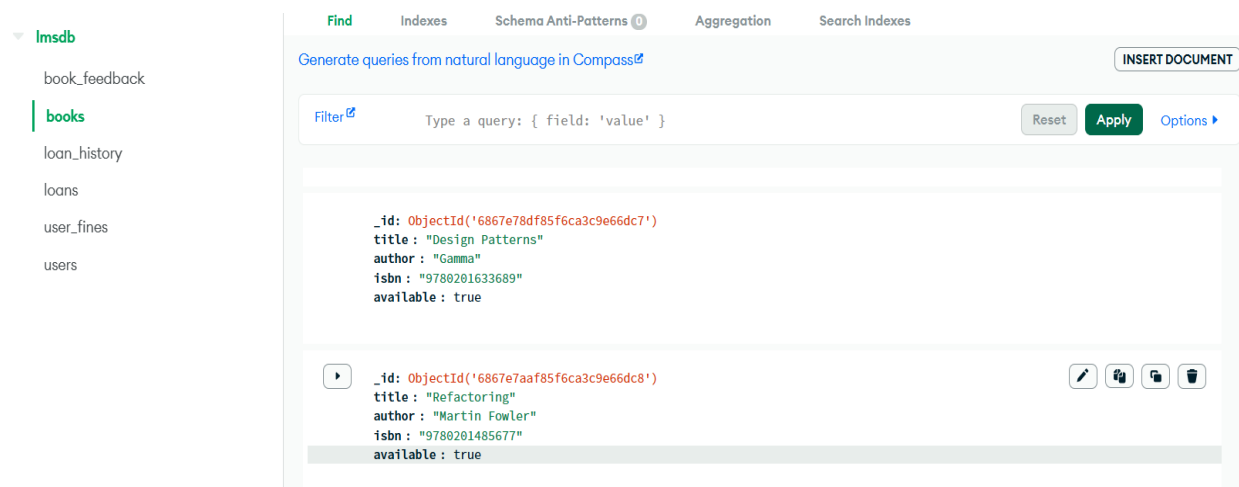 lmsdb
book_feedback
books
loan_history
loans
user_fines
users
Find Indexes Schema Anti-Patterns 0 Aggregation Search Indexes
Generate queries from natural language in Compass
INSERT DOCUMENT
Filter Type a query: { field: 'value' } Reset Apply Options
_id: ObjectId('6867e78df85f6ca3c9e66dc7')
title : "Design Patterns"
author : "Gamma"
isbn : "9780201633689"
available : true
_id: ObjectId('6867e7aaf85f6ca3c9e66dc8')
title : "Refactoring"
author : "Martin Fowler"
isbn : "9780201485677"
available : true